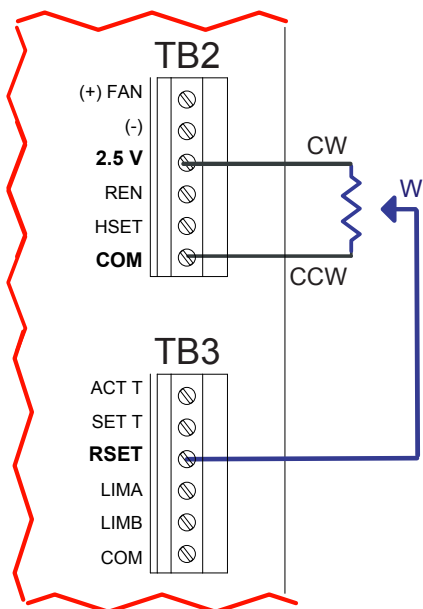 TB2
(+) FAN
(-)
2.5 V
REN
HSET
COM
CW
W
CCW
TB3
ACT T
SET T
RSET
LIMA
LIMB
COM